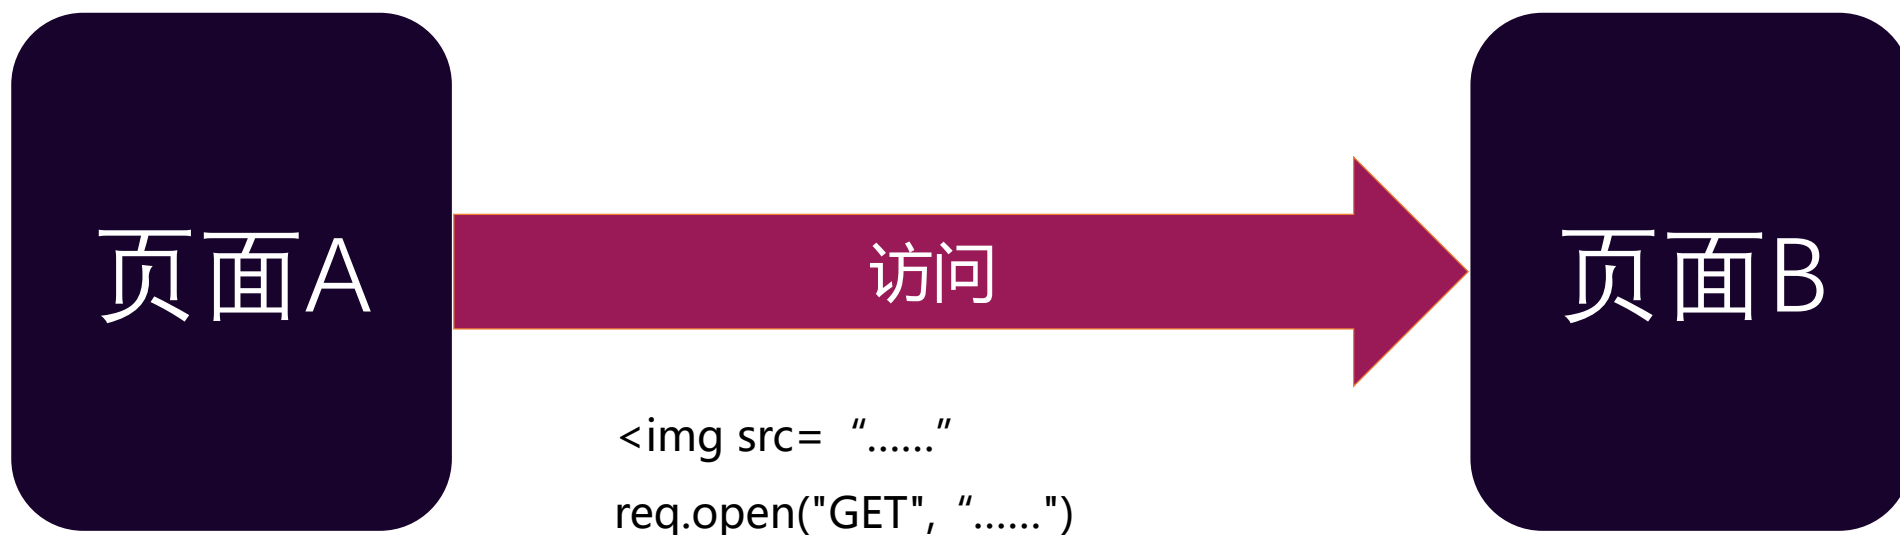 页面A
访问
页面B
<img src= “......”
req.open("GET", “......")